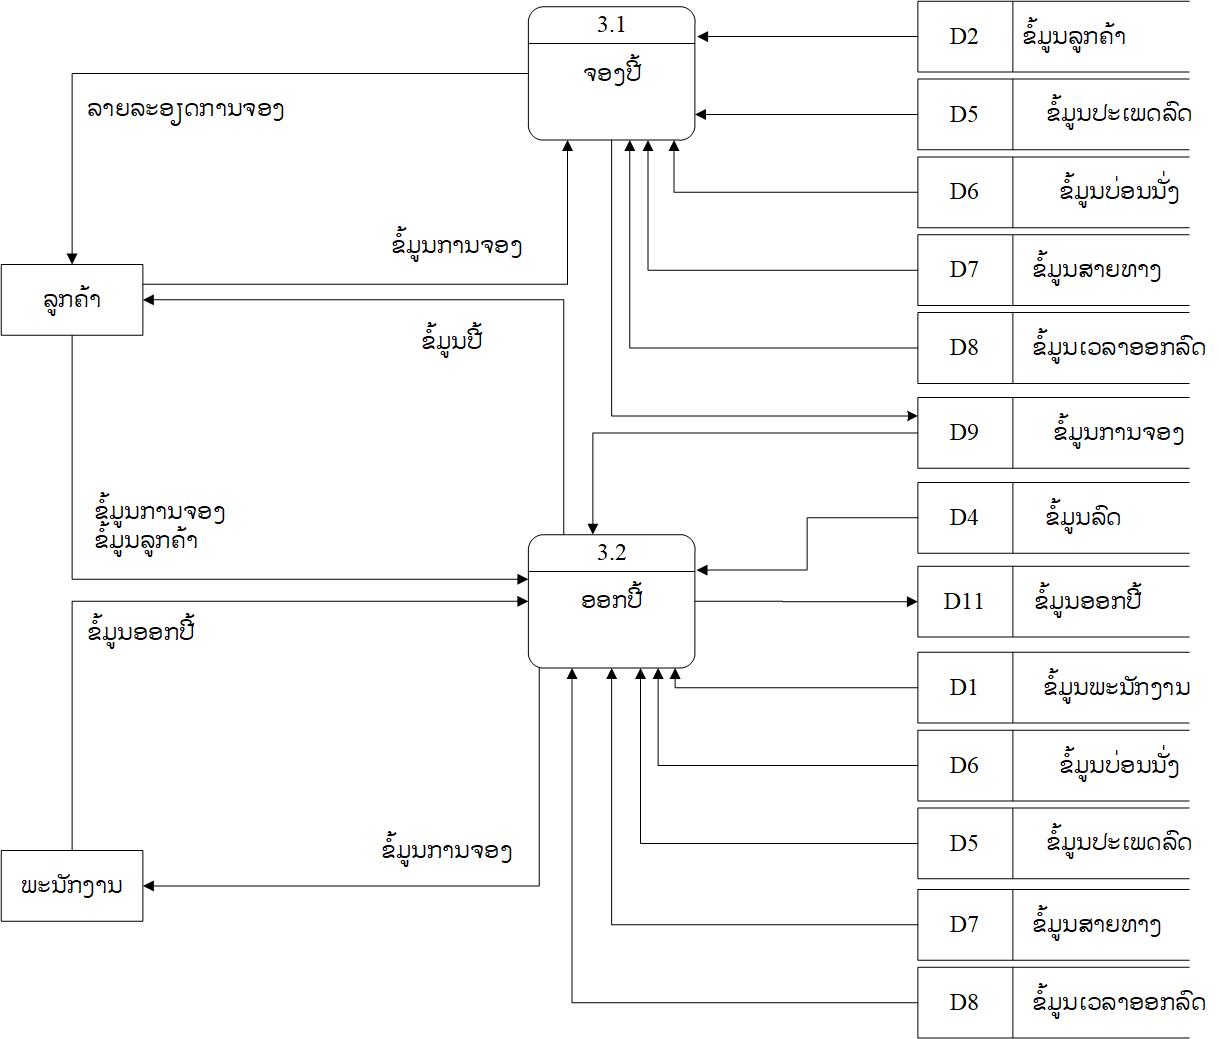 3.1
ຈອງປີ້
D2 ຂໍ້ມູນລູກຄ້າ
D5 ຂໍ້ມູນປະເພດລົດ
ລາຍລະອຽດການຈອງ
D6 ຂໍ້ມູນບ່ອນນັ່ງ
ຂໍ້ມູນການຈອງ
D7 ຂໍ້ມູນສາຍທາງ
ລູກຄ້າ
ຂໍ້ມູນປີ້
D8 ຂໍ້ມູນເວລາອອກລົດ
D9 ຂໍ້ມູນການຈອງ
ຂໍ້ມູນການຈອງ
ຂໍ້ມູນລູກຄ້າ
D4 ຂໍ້ມູນລົດ
3.2
ອອກປີ້
D11 ຂໍ້ມູນອອກປີ້
ຂໍ້ມູນອອກປີ້
D1 ຂໍ້ມູນພະນັກງານ
D6 ຂໍ້ມູນບ່ອນນັ່ງ
D5 ຂໍ້ມູນປະເພດລົດ
ຂໍ້ມູນການຈອງ
ພະນັກງານ
D7 ຂໍ້ມູນສາຍທາງ
D8 ຂໍ້ມູນເວລາອອກລົດ